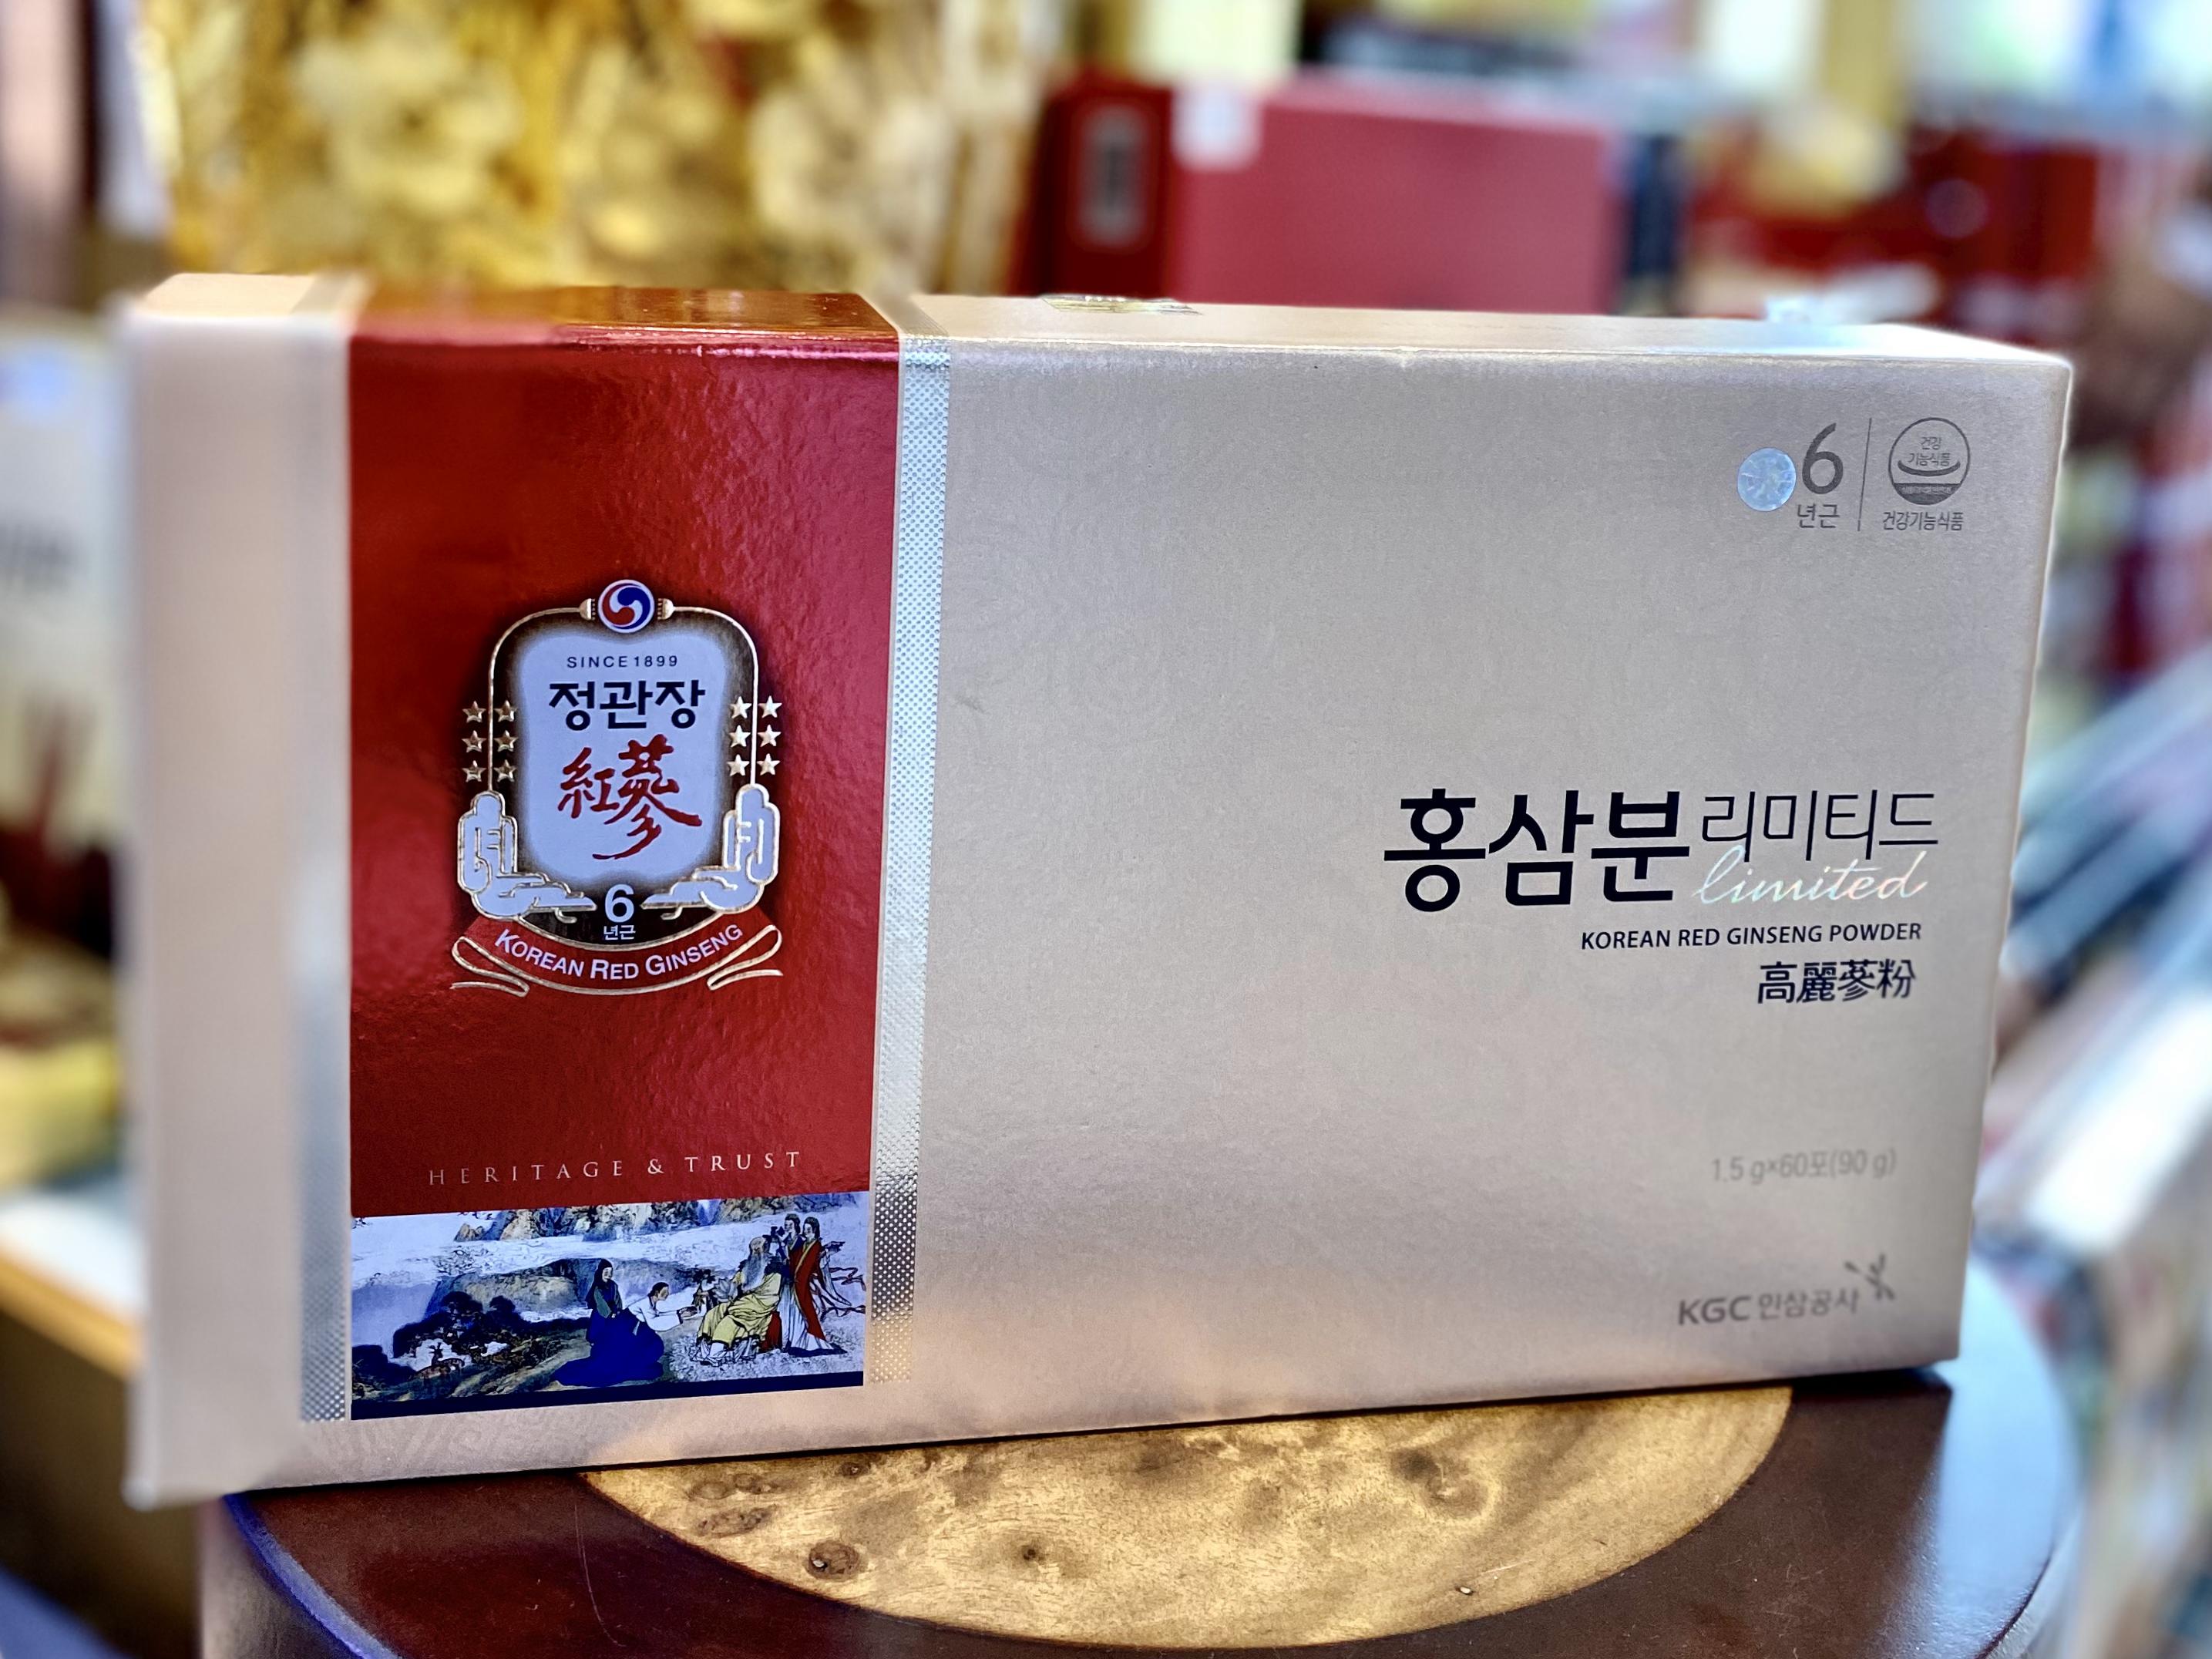 SINCE 1899
정관장
紅蔘
6
년근
KOREAN RED GINSENG
HERITAGE & TRUST
6
년근
건강
기능식품
건강기능식품
홍삼분 리미티드
limited
KOREAN RED GINSENG POWDER
高麗蔘粉
1.5 g×60포(90 g)
KGC 인삼공사